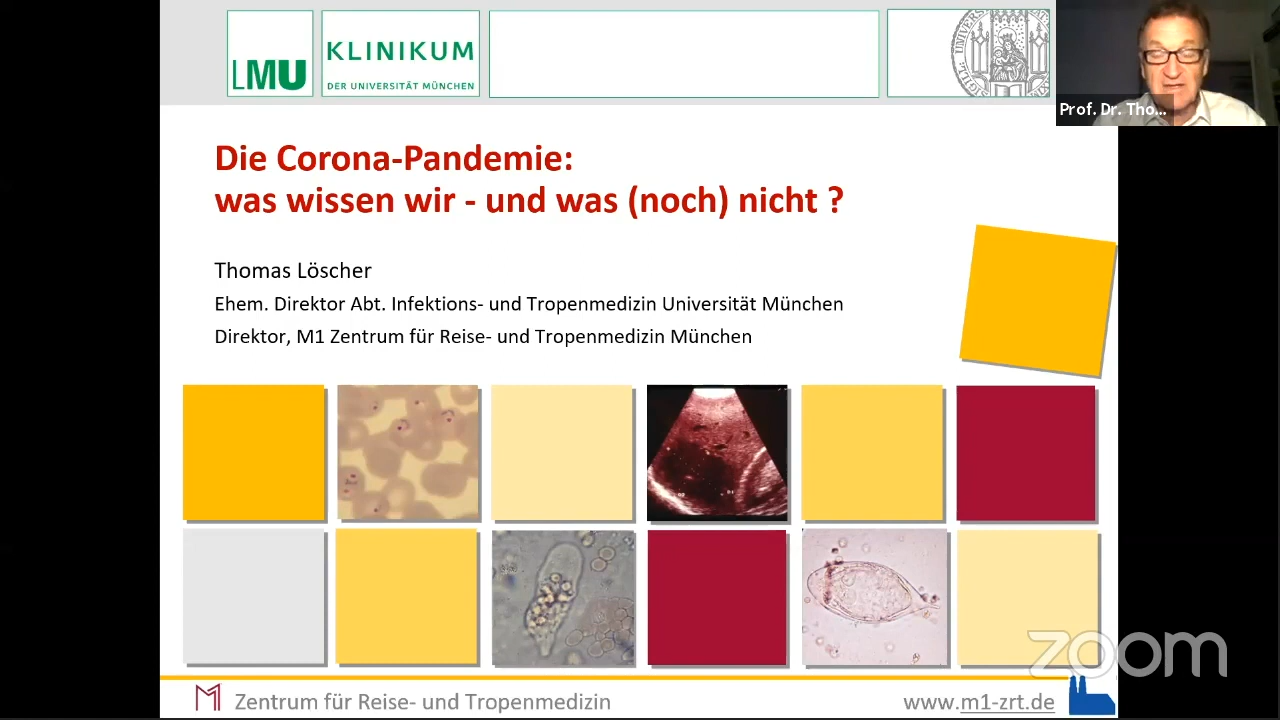 LMU
KLINIKUM
DER UNIVERSITÄT MÜNCHEN
Prof. Dr. Tho...
Die Corona-Pandemie:
was wissen wir - und was (noch) nicht ?
Thomas Löscher
Ehem. Direktor Abt. Infektions- und Tropenmedizin Universität München
Direktor, M1 Zentrum für Reise- und Tropenmedizin München
zoom
Zentrum für Reise- und Tropenmedizin
www.m1-zrt.de